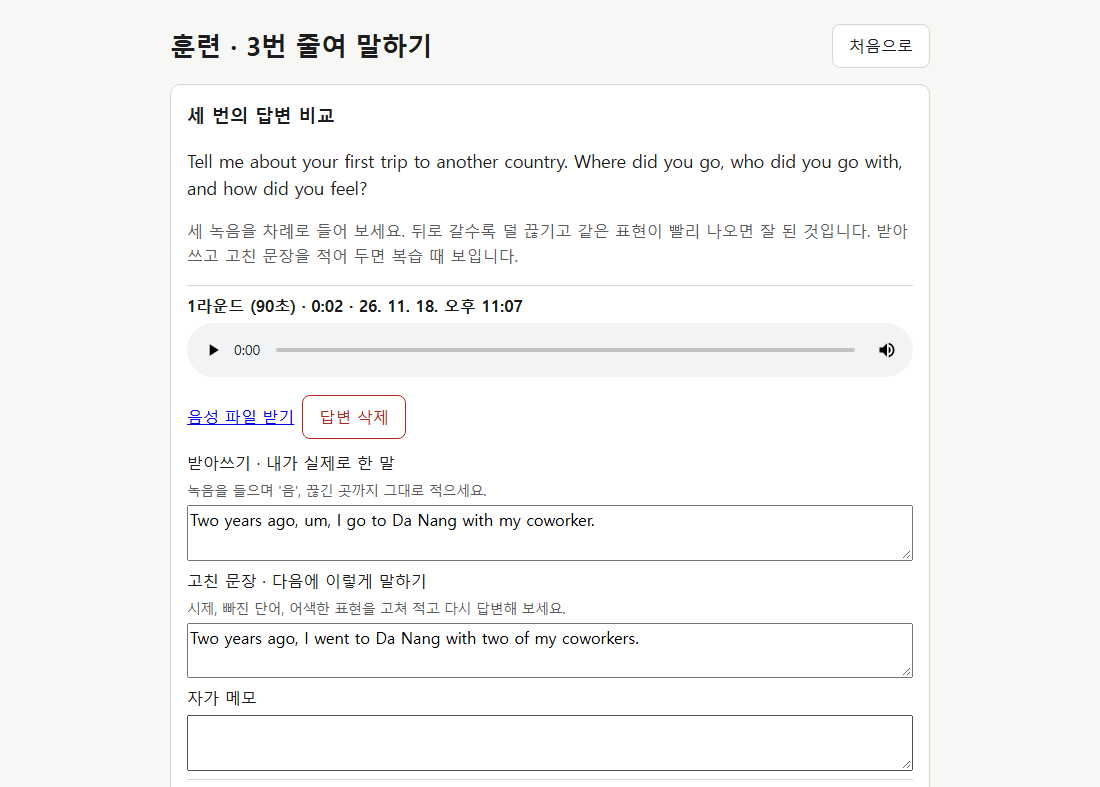 훈련 · 3번 줄여 말하기
처음으로
세 번의 답변 비교
Tell me about your first trip to another country. Where did you go, who did you go with,
and how did you feel?
세 녹음을 차례로 들어 보세요. 뒤로 갈수록 덜 끊기고 같은 표현이 빨리 나오면 잘 된 것입니다. 받아
쓰고 고친 문장을 적어 두면 복습 때 보입니다.
1라운드 (90초) · 0:02 · 26. 11. 18. 오후 11:07
0:00
음성 파일 받기
답변 삭제
받아쓰기 · 내가 실제로 한 말
녹음을 들으며 '음', 끊긴 곳까지 그대로 적으세요.
Two years ago, um, I go to Da Nang with my coworker.
고친 문장 · 다음에 이렇게 말하기
시제, 빠진 단어, 어색한 표현을 고쳐 적고 다시 답변해 보세요.
Two years ago, I went to Da Nang with two of my coworkers.
자가 메모